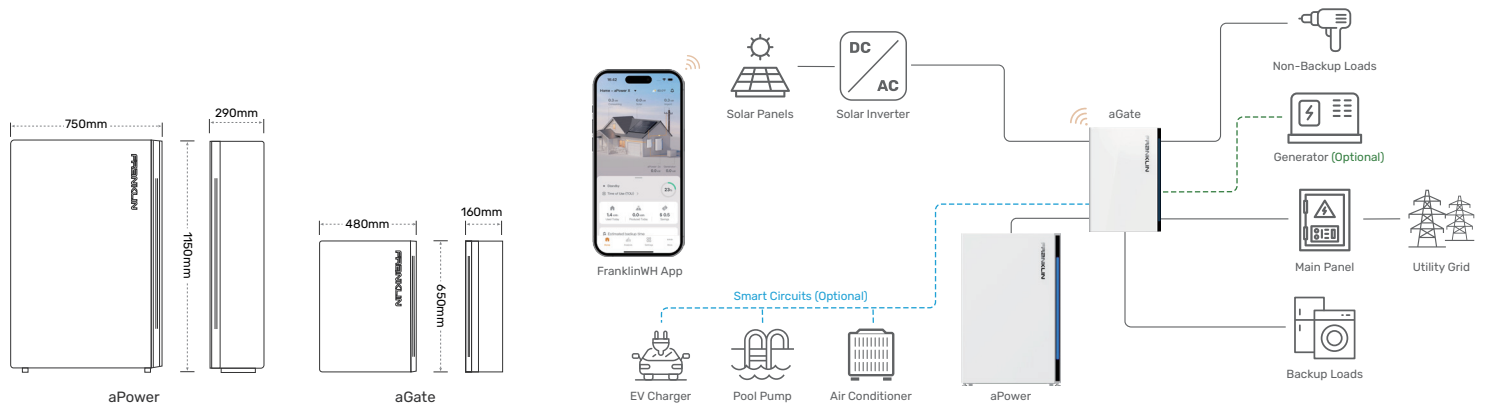 750mm
290mm
FRANKLIN
1150mm
aPower
480mm
160mm
FRANKLIN
650mm
aGate
FranklinWH App
Solar Panels
DC
AC
Solar Inverter
aGate
FRANKLIN
Non-Backup Loads
Generator (Optional)
Main Panel
Utility Grid
Backup Loads
Smart Circuits (Optional)
EV Charger
Pool Pump
Air Conditioner
FRANKLIN
aPower